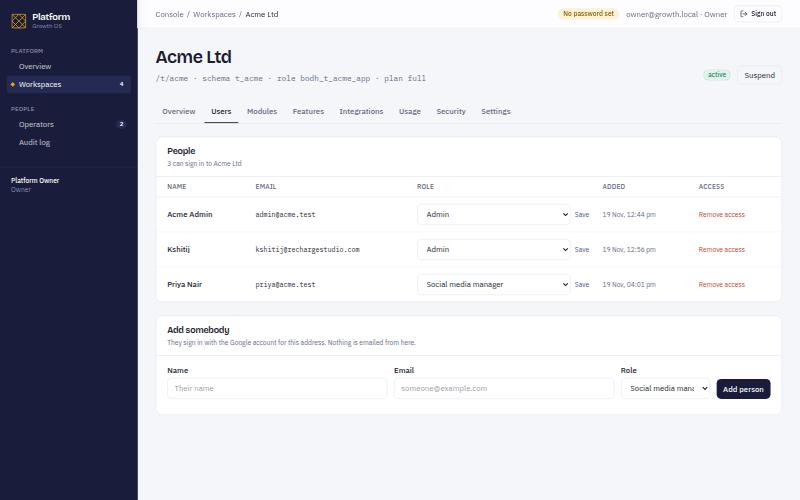 Platform
Growth OS
Console / Workspaces / Acme Ltd
No password set
owner@growth.local · Owner
Sign out
PLATFORM
Overview
Workspaces 4
PEOPLE
Operators 2
Audit log
Platform Owner
Owner
Acme Ltd
/t/acme · schema t_acme · role bodh_t_acme_app · plan full
active
Suspend
Overview Users Modules Features Integrations Usage Security Settings
People
3 can sign in to Acme Ltd
NAME EMAIL ROLE ADDED ACCESS
Acme Admin admin@acme.test Admin Save 19 Nov, 12:44 pm Remove access
Kshitij kshitij@rechargestudio.com Admin Save 19 Nov, 12:56 pm Remove access
Priya Nair priya@acme.test Social media manager Save 19 Nov, 04:01 pm Remove access
Add somebody
They sign in with the Google account for this address. Nothing is emailed from here.
Name Email Role
Their name someone@example.com Social media mana Add person